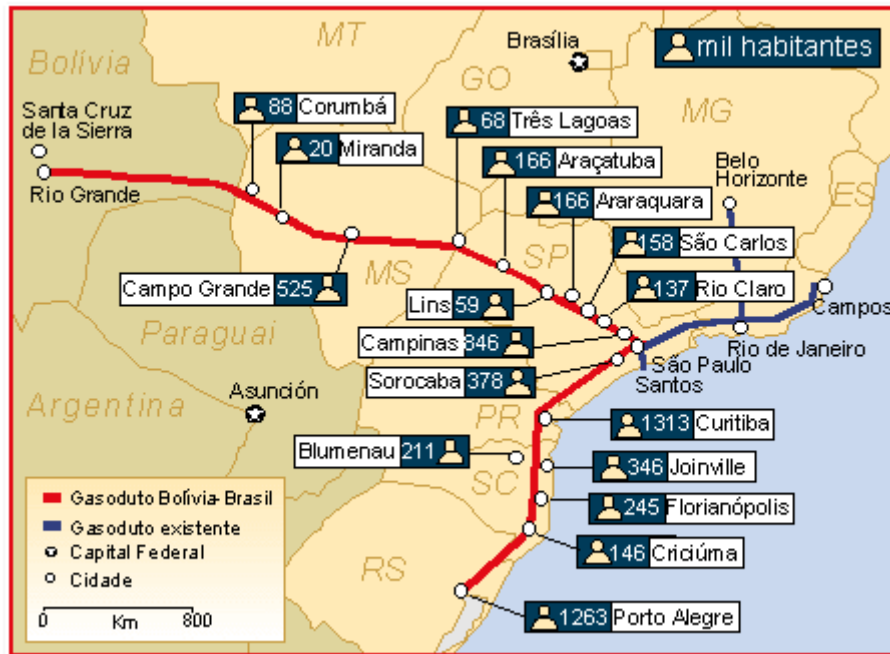 MT
Brasília
mil habitantes
Bolívia
GO
MG
Santa Cruz
de la Sierra
88 Corumbá
68 Três Lagoas
20 Miranda
166 Araçatuba
Belo
Horizonte
ES
Rio Grande
166 Araraquara
SP
158 São Carlos
MS
Campo Grande 525
137 Rio Claro
Lins 59
Campos
Paraguai
Campinas 846
Rio de Janeiro
São Paulo
Sorocaba 378
Santos
Asunción
Argentina
PR
1313 Curitiba
Blumenau 211
346 Joinville
SC
245 Florianópolis
146 Criciúma
RS
1263 Porto Alegre
Gasoduto Bolívia-Brasil
Gasoduto existente
Capital Federal
Cidade
0 Km 800